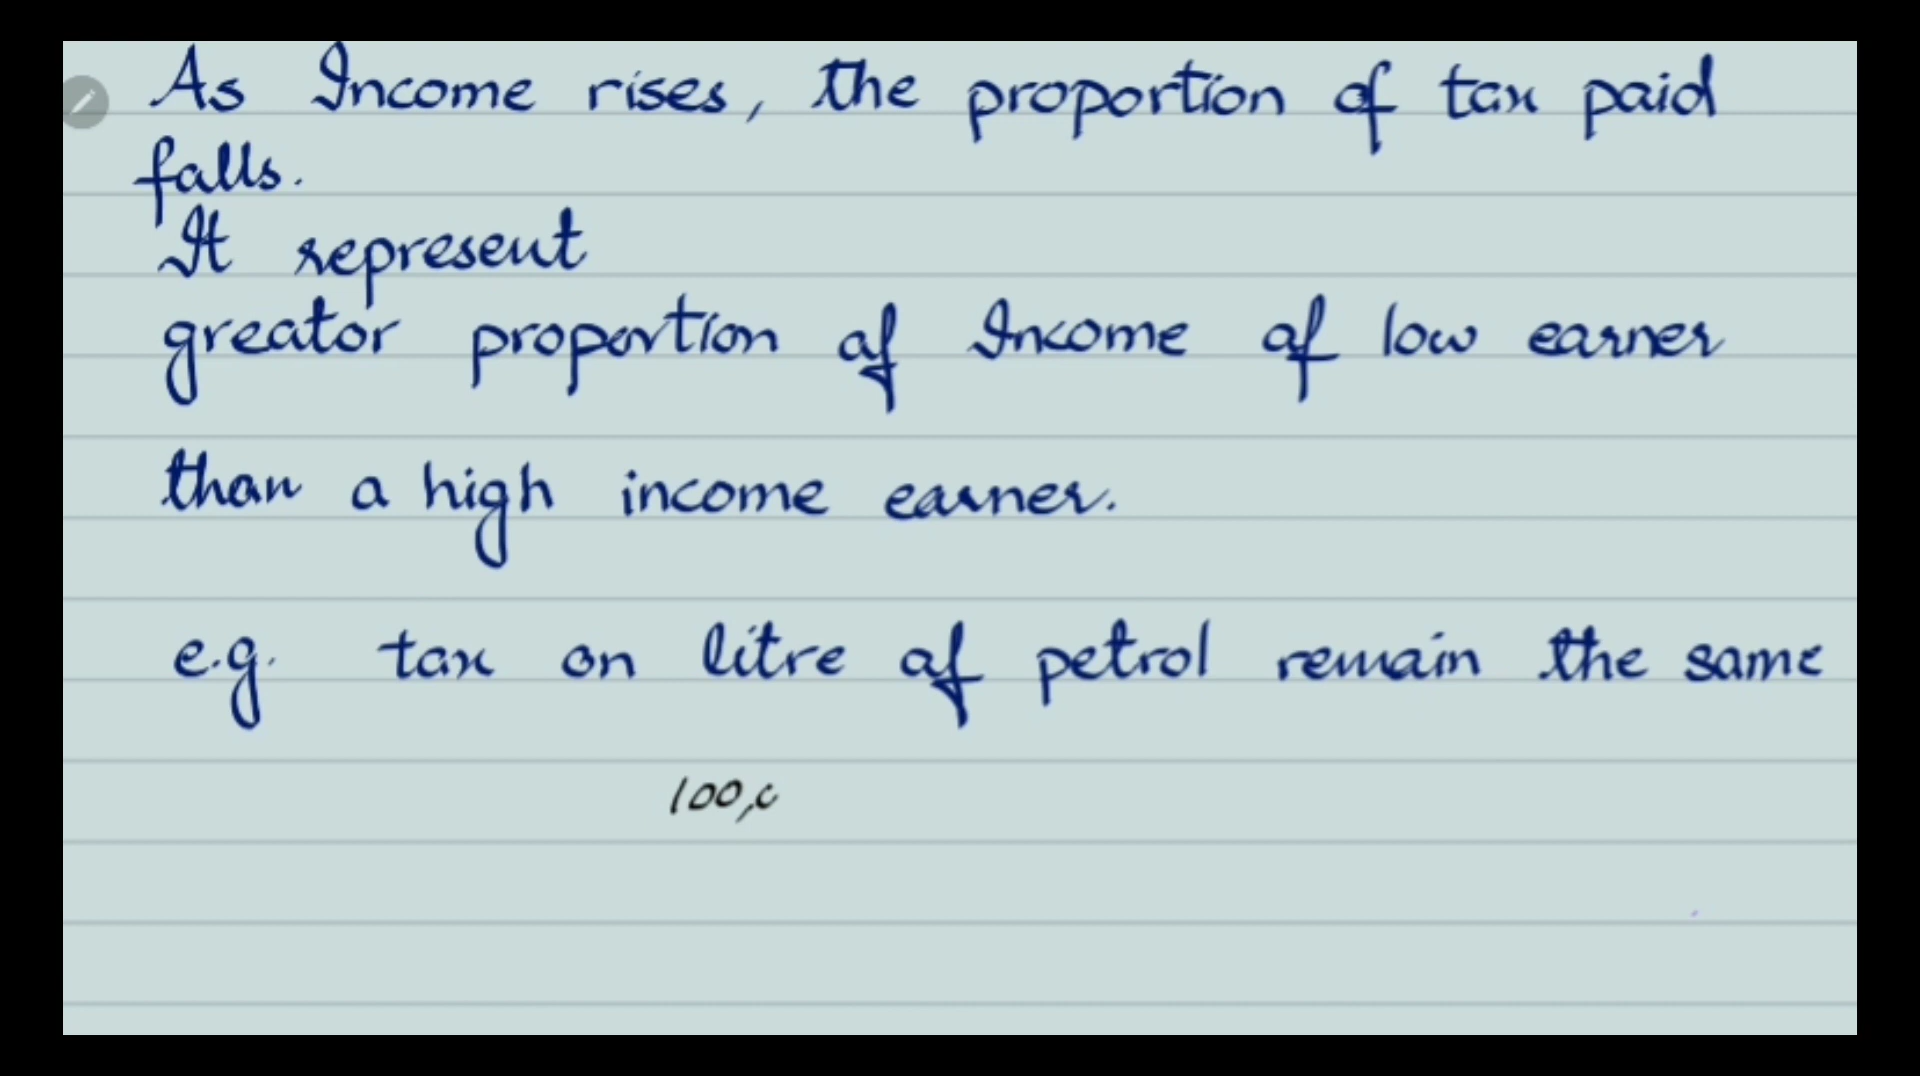 As Income rises, the proportion of tax paid
falls.
It represent
greator proportion of Income of low earner
than a high income earner.
e.g. tax on litre of petrol remain the same
100,0